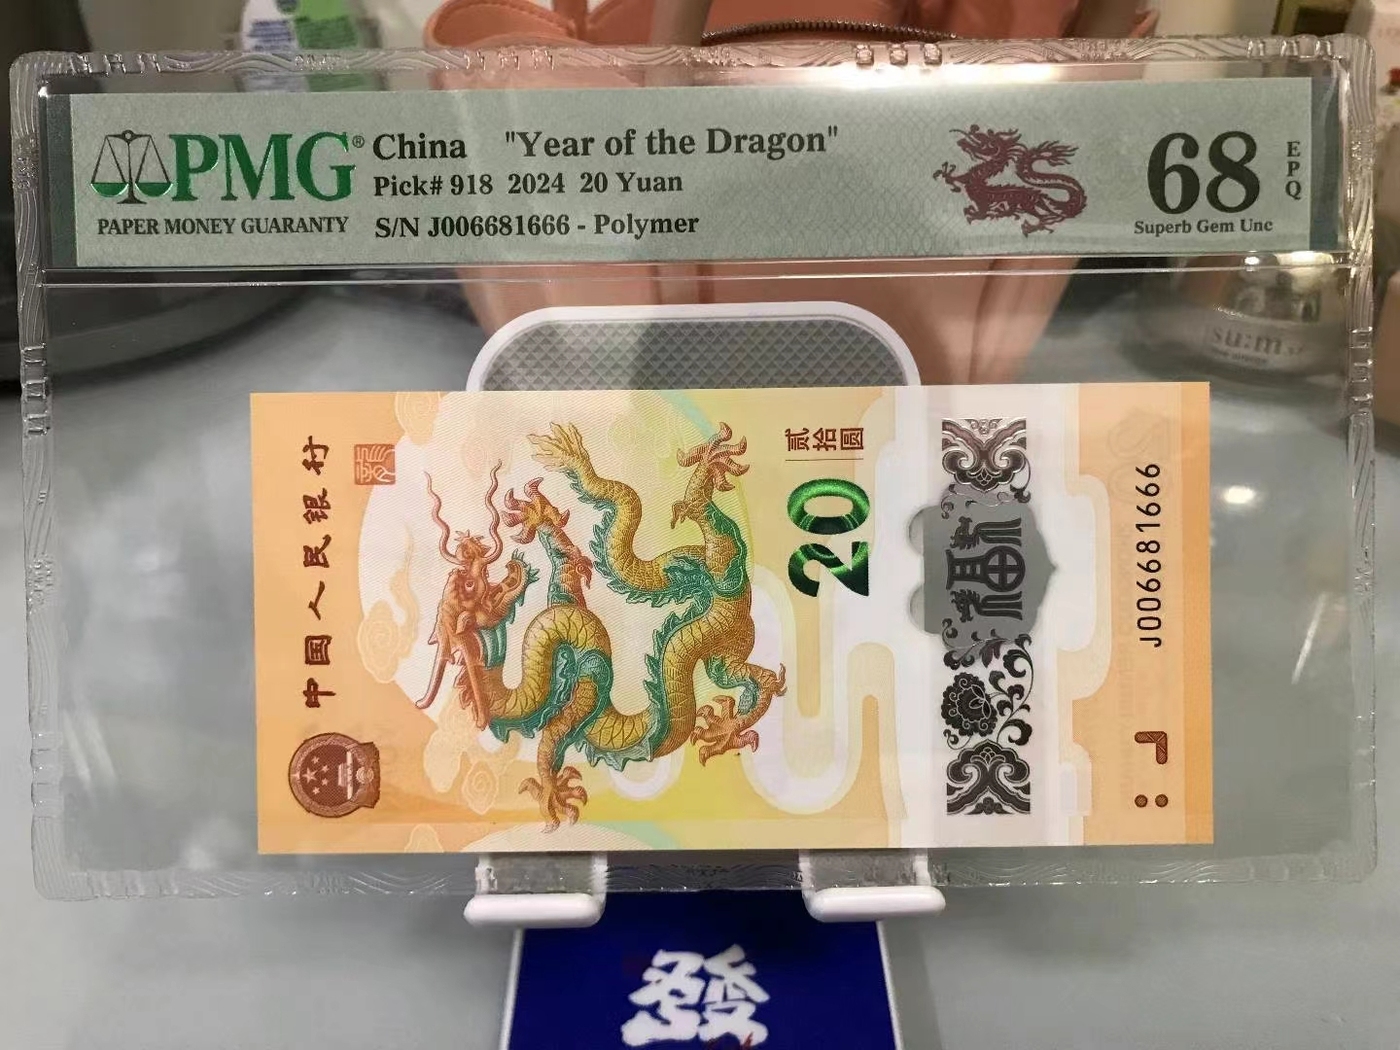 PMG®
PAPER MONEY GUARANTY
China "Year of the Dragon"
Pick# 918 2024 20 Yuan
S/N J006681666 - Polymer
68
EPQ
Superb Gem Unc
su:m
中国人民银行
贰拾圆
20
J006681666
發